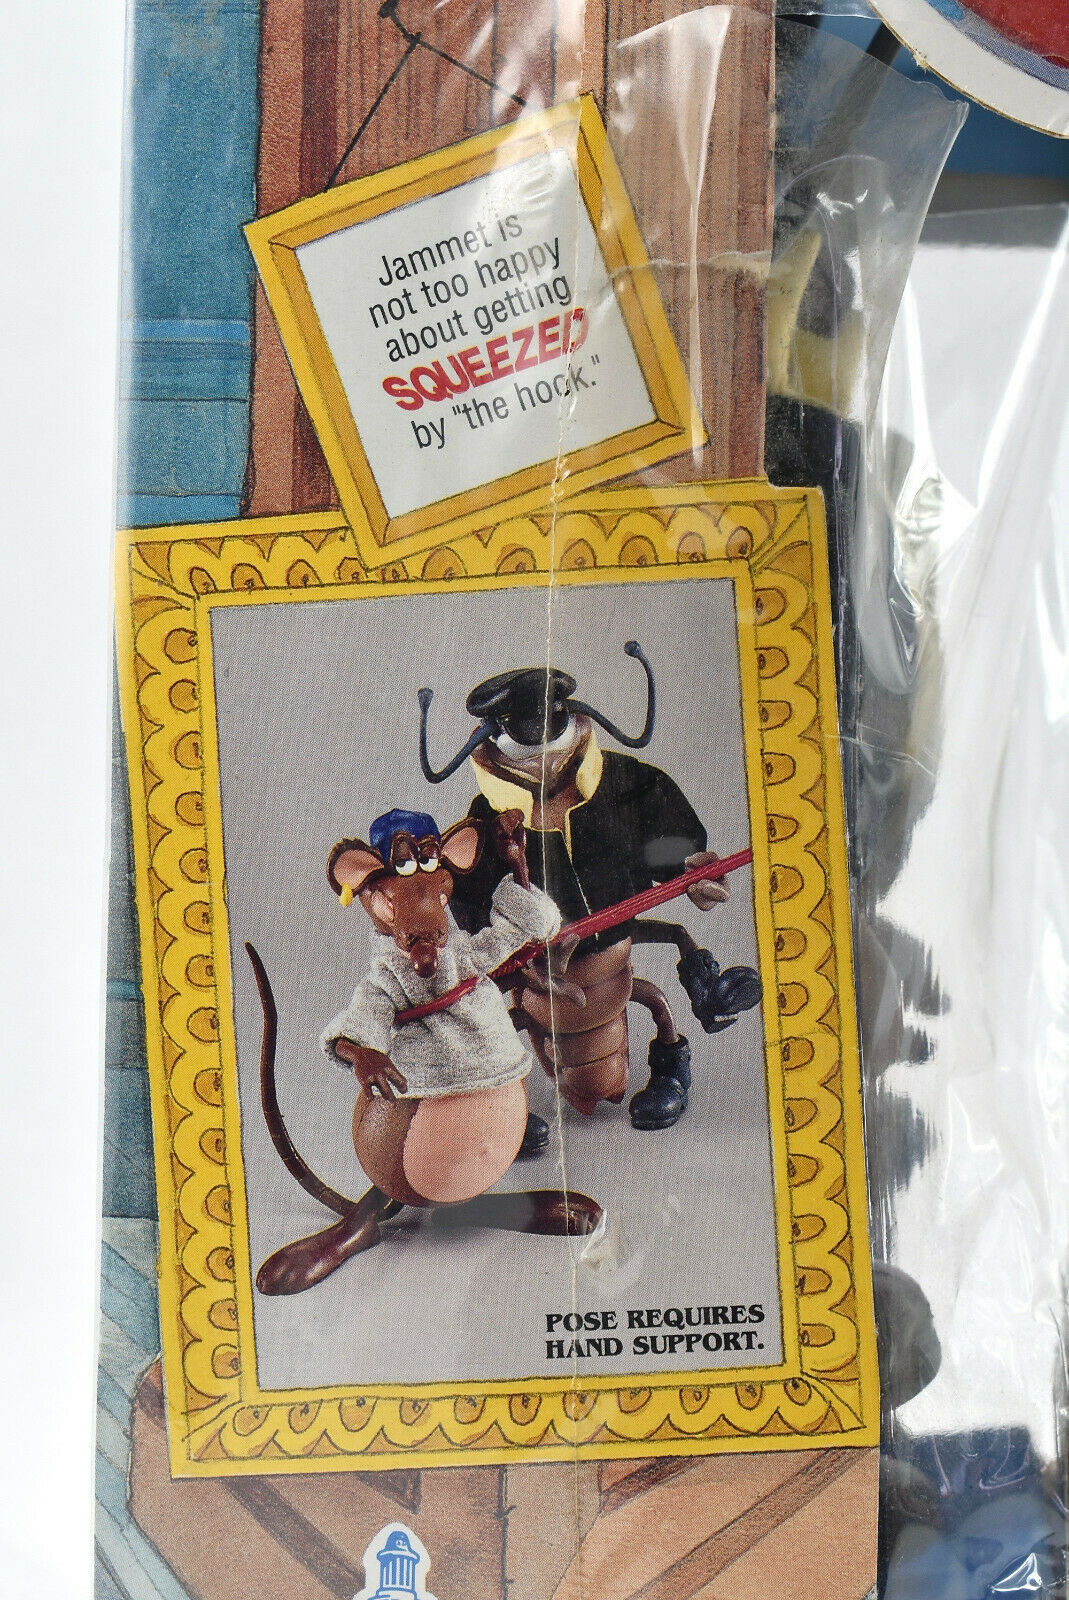 Jammet is
not too happy
about getting
SQUEEZED
by "the hook."
POSE REQUIRES
HAND SUPPORT.